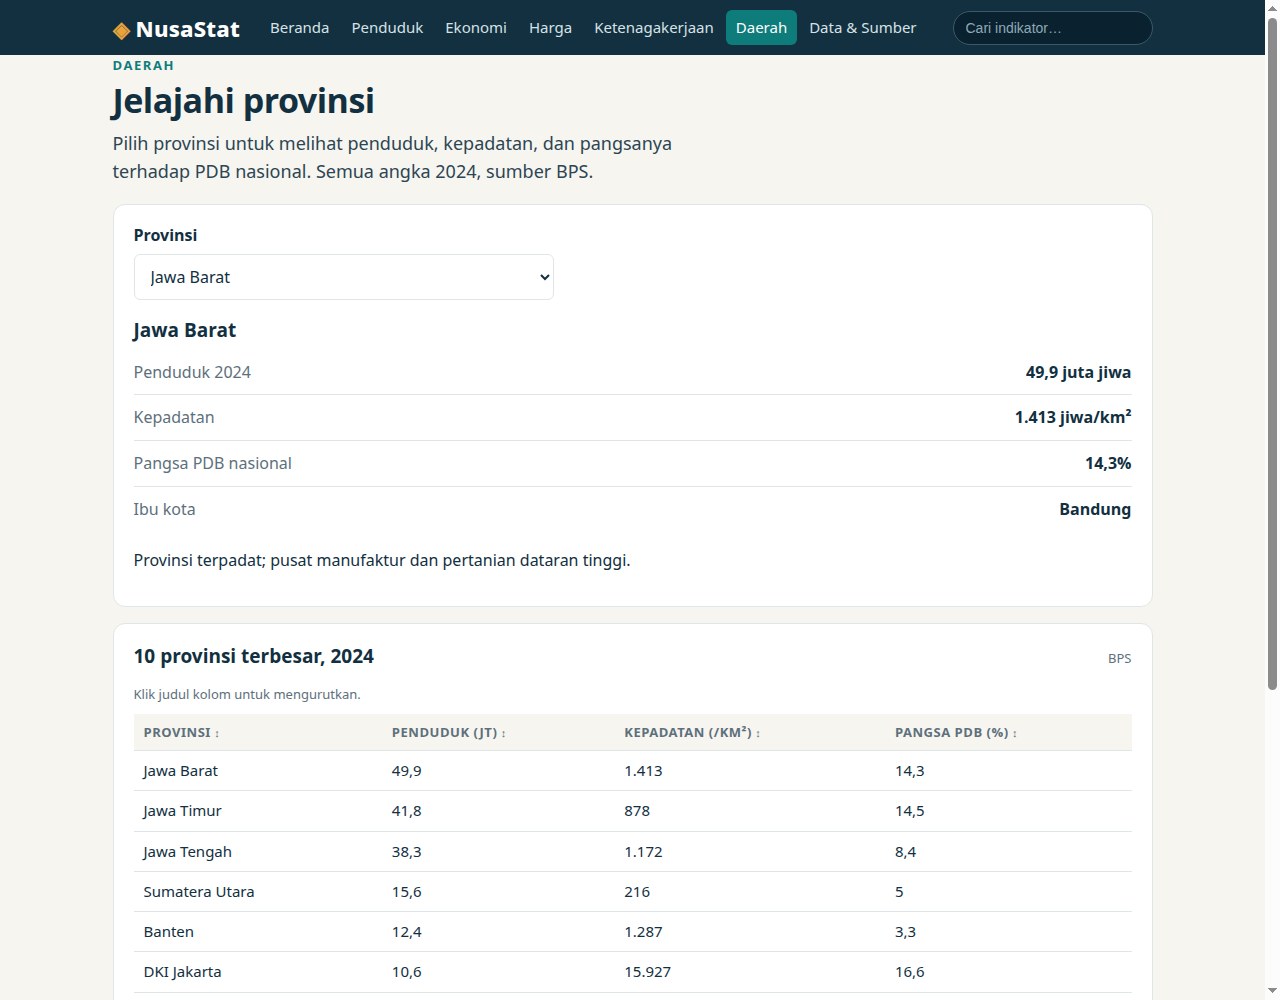 ◈ NusaStat Beranda Penduduk Ekonomi Harga Ketenagakerjaan Daerah Data & Sumber Cari indikator…
DAERAH
Jelajahi provinsi
Pilih provinsi untuk melihat penduduk, kepadatan, dan pangsanya
terhadap PDB nasional. Semua angka 2024, sumber BPS.
Provinsi
Jawa Barat
Jawa Barat
Penduduk 2024 49,9 juta jiwa
Kepadatan 1.413 jiwa/km²
Pangsa PDB nasional 14,3%
Ibu kota Bandung
Provinsi terpadat; pusat manufaktur dan pertanian dataran tinggi.
10 provinsi terbesar, 2024 BPS
Klik judul kolom untuk mengurutkan.
PROVINSI ↕ PENDUDUK (JT) ↕ KEPADATAN (/KM²) ↕ PANGSA PDB (%) ↕
Jawa Barat 49,9 1.413 14,3
Jawa Timur 41,8 878 14,5
Jawa Tengah 38,3 1.172 8,4
Sumatera Utara 15,6 216 5
Banten 12,4 1.287 3,3
DKI Jakarta 10,6 15.927 16,6